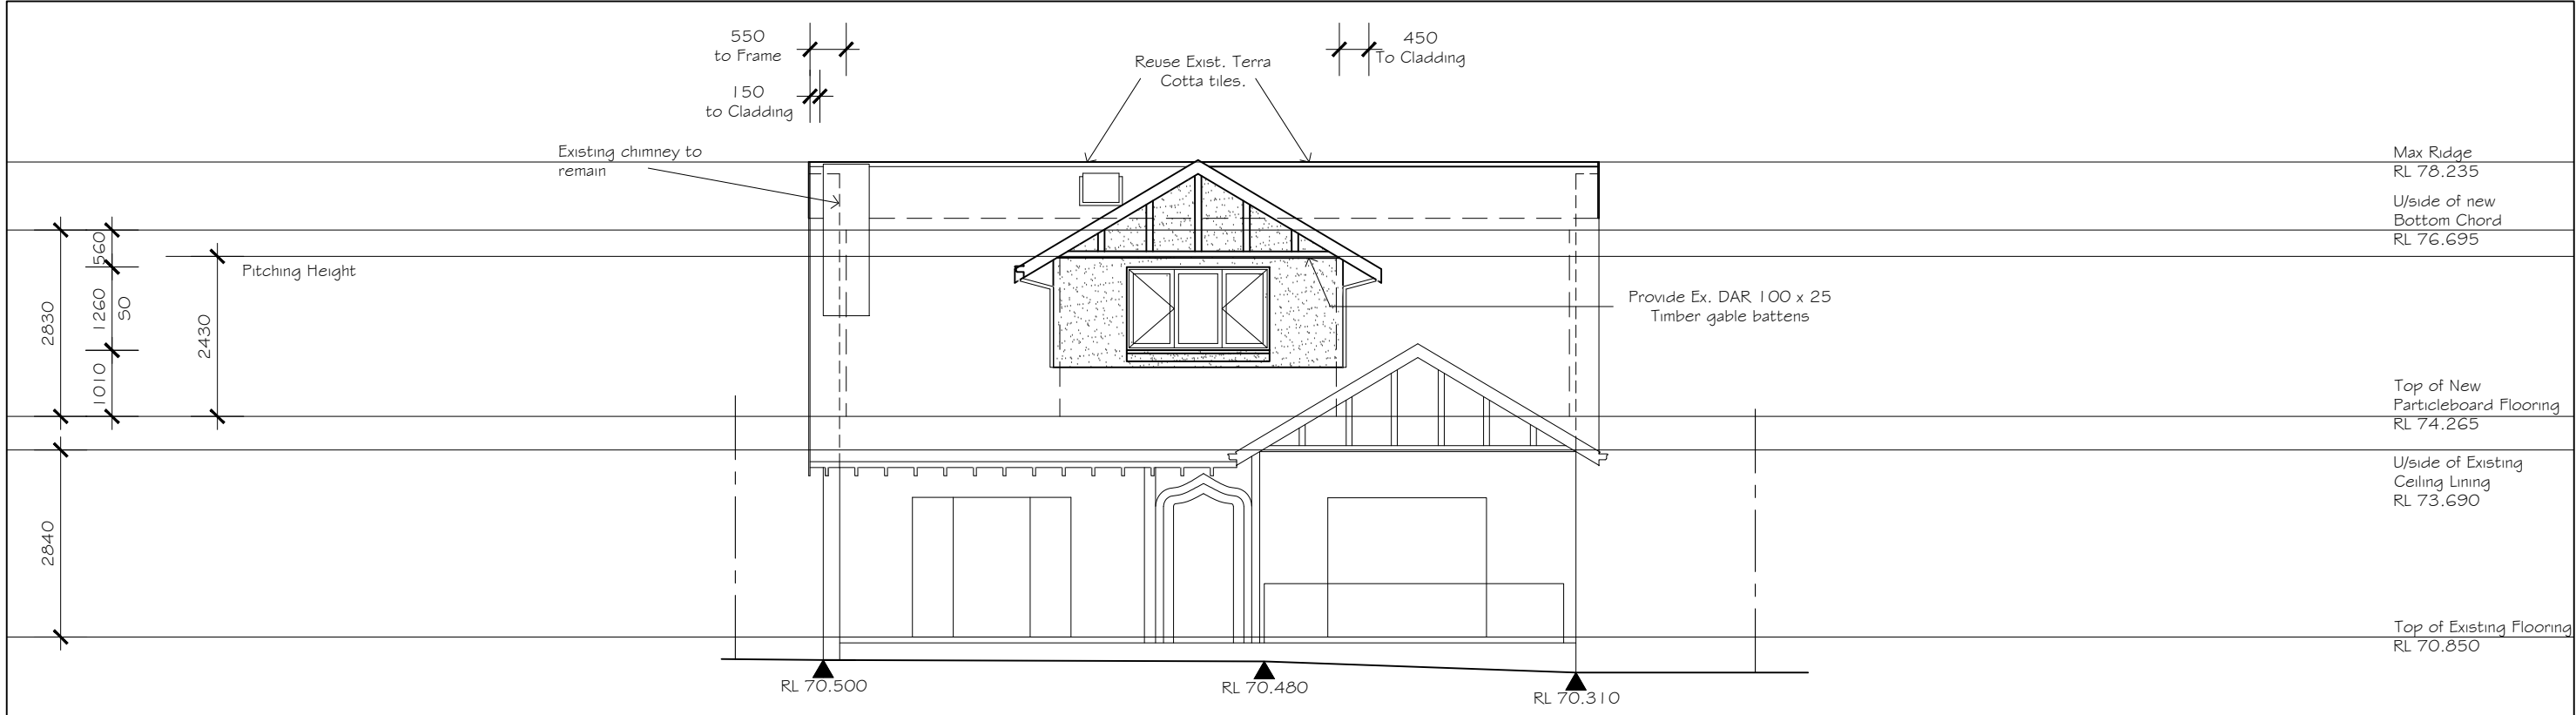 550
to Frame
450
To Cladding
Reuse Exist. Terra
Cotta tiles.
150
to Cladding
Existing chimney to
remain
Max Ridge
RL 78.235
U/side of new
Bottom Chord
RL 76.695
560
Pitching Height
2830
1260
50
2430
Provide Ex. DAR 100 x 25
Timber gable battens
1010
Top of New
Particleboard Flooring
RL 74.265
U/side of Existing
Ceiling Lining
RL 73.690
2840
Top of Existing Flooring
RL 70.850
RL 70.500
RL 70.480
RL 70.310